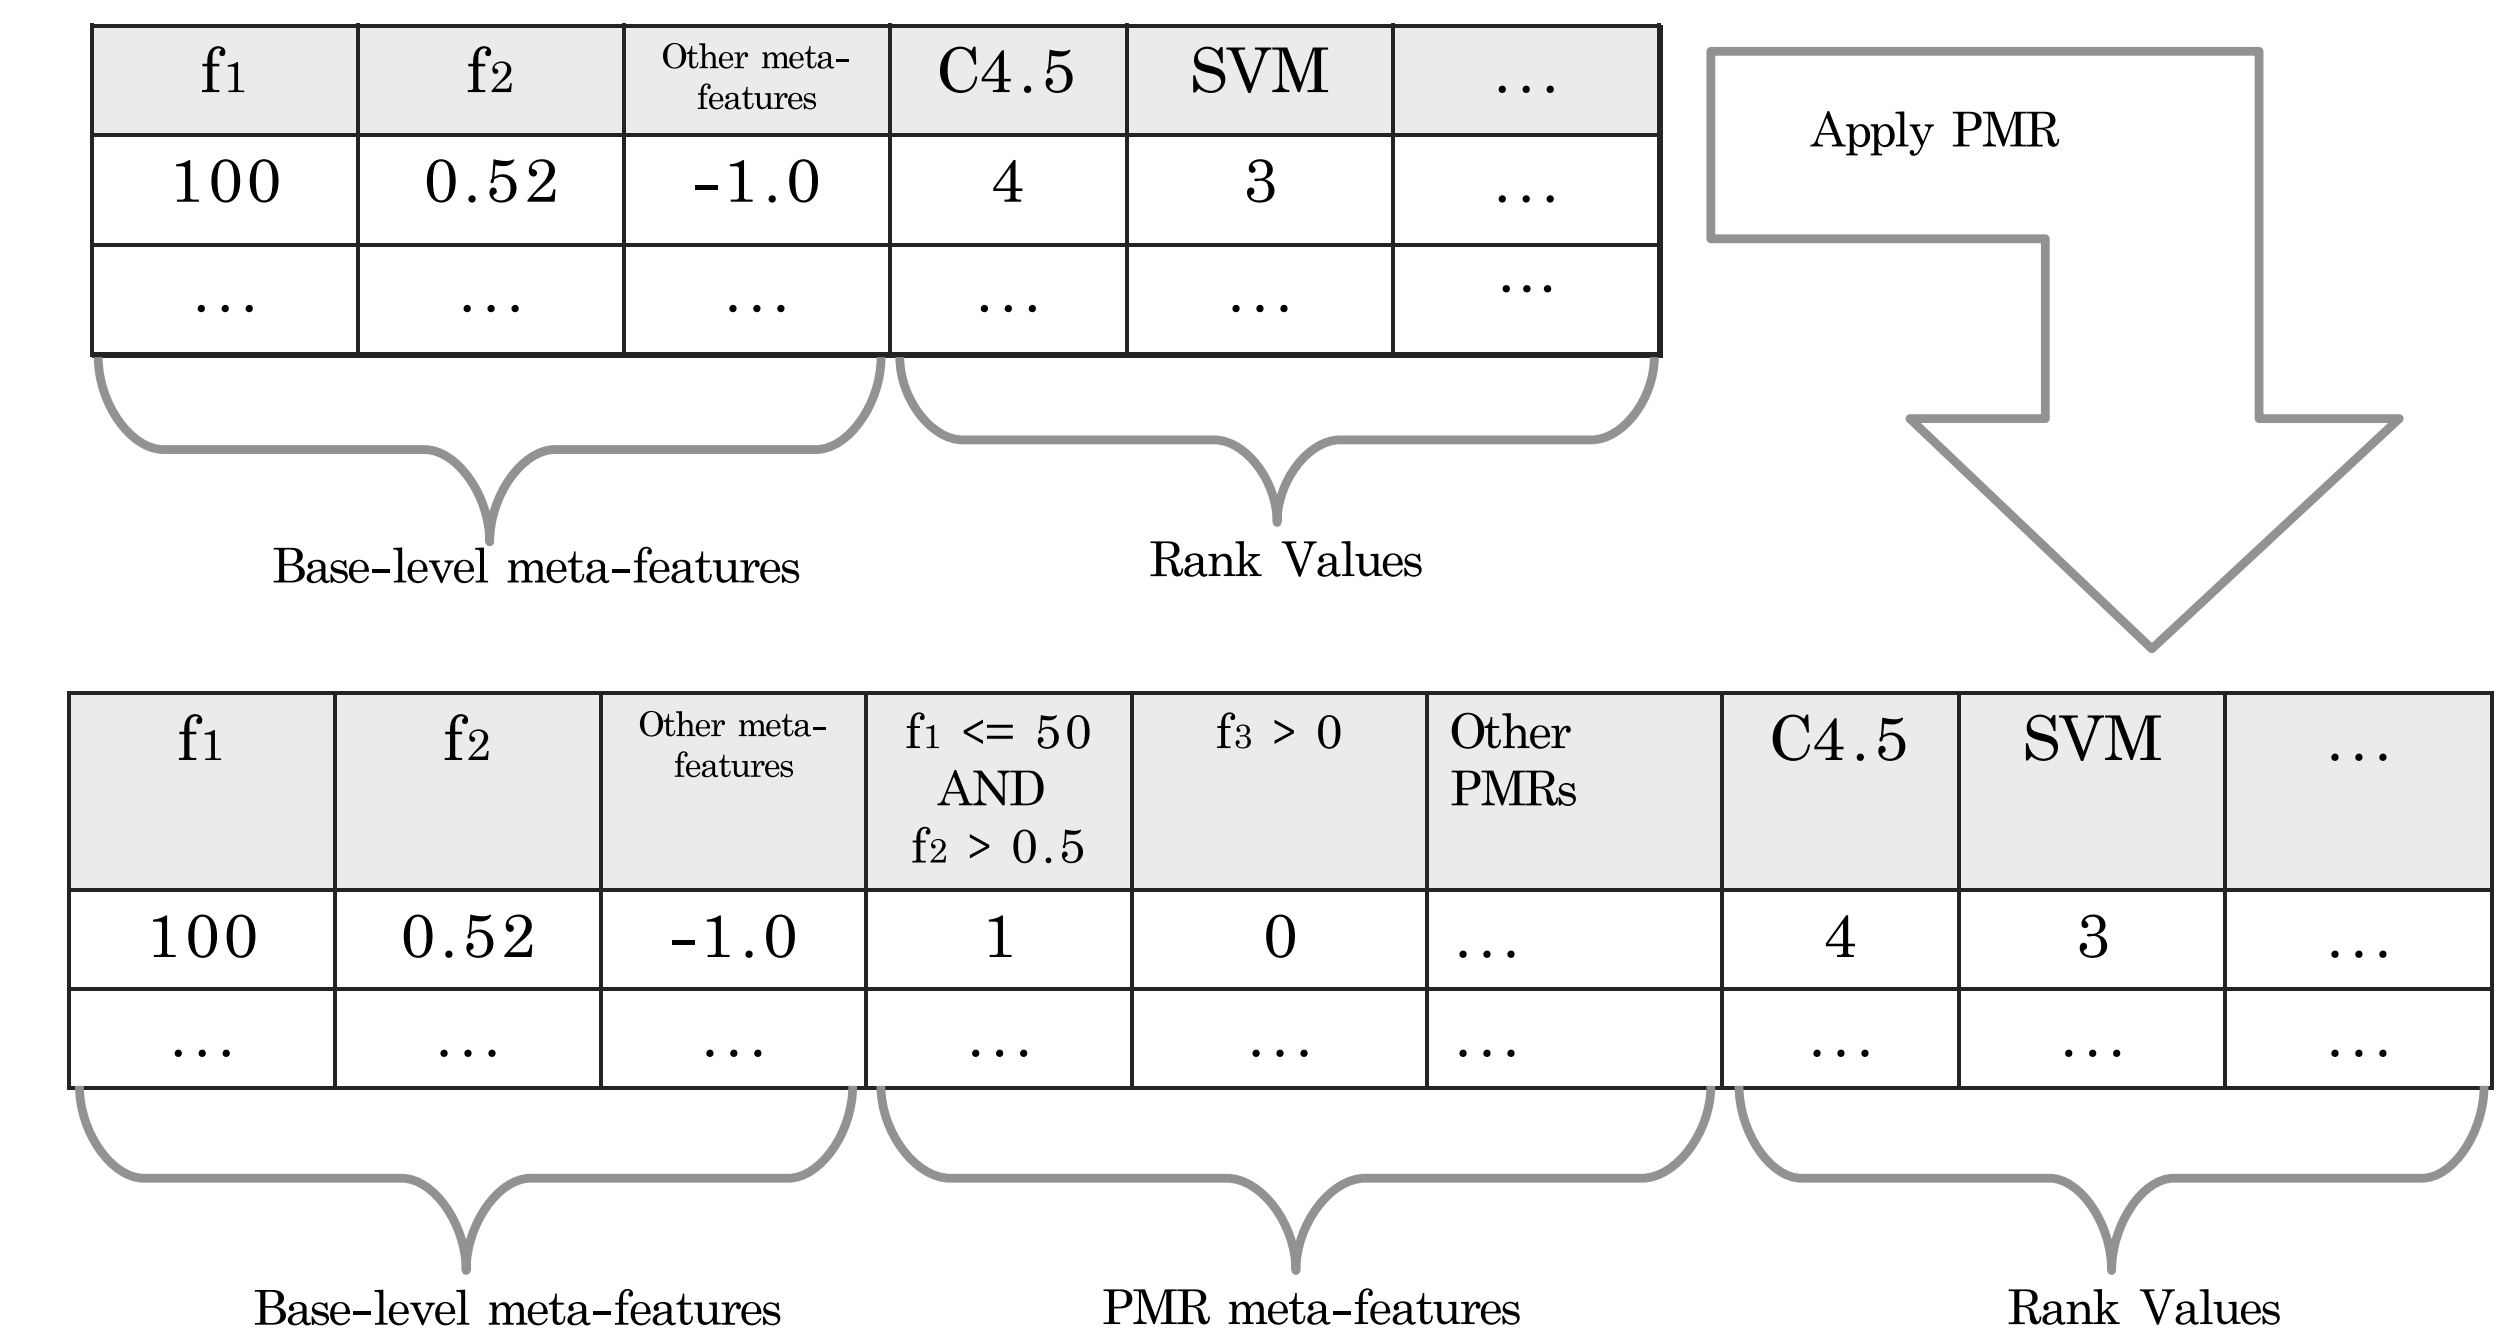 f1 f2 Other meta- C4.5 SVM ...
features
100 0.52 -1.0 4 3 ...
... ... ... ... ... ...
Apply PMR
Base-level meta-features Rank Values
f1 f2 Other meta- f1 <= 50 f3 > 0 Other C4.5 SVM ...
features AND PMRs
f2 > 0.5
100 0.52 -1.0 1 0 ... 4 3 ...
... ... ... ... ... ... ... ... ...
Base-level meta-features PMR meta-features Rank Values